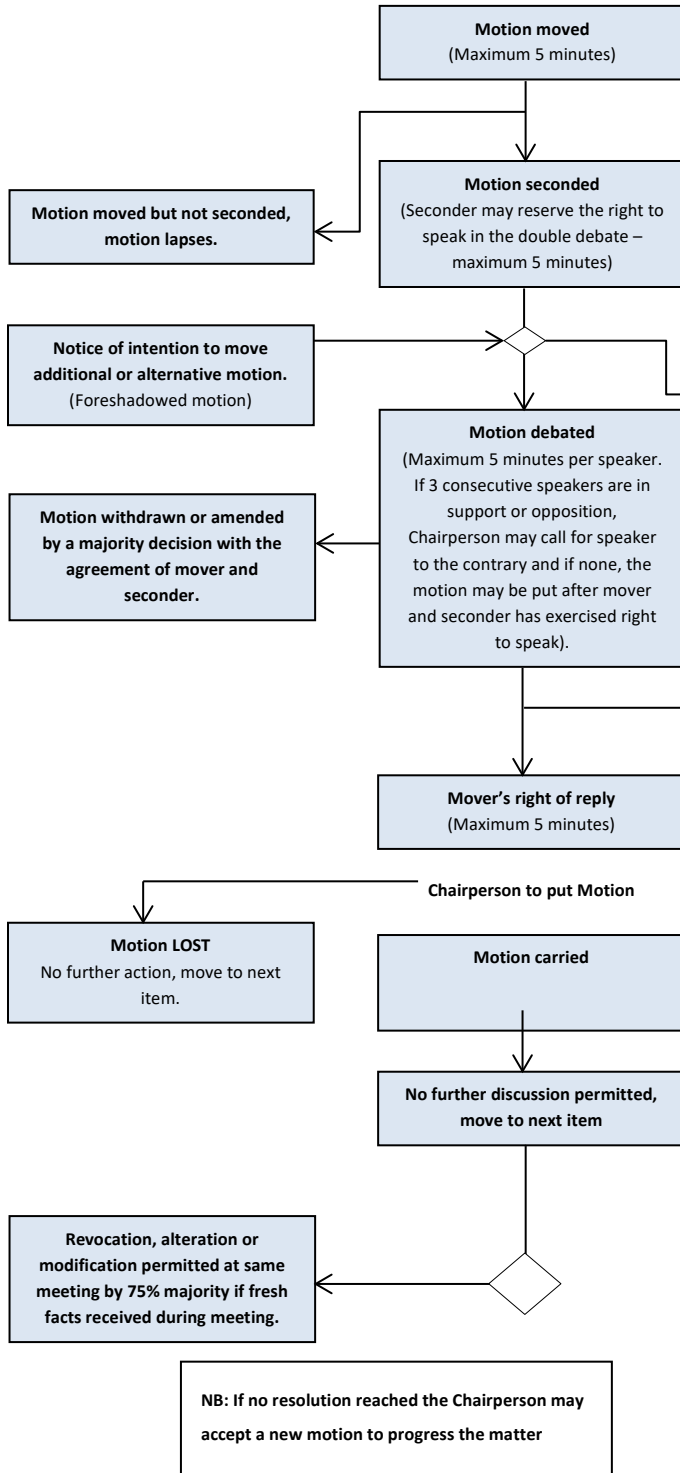 Motion moved
(Maximum 5 minutes)
Motion seconded
(Seconder may reserve the right to
speak in the double debate –
maximum 5 minutes)
Motion moved but not seconded,
motion lapses.
Notice of intention to move
additional or alternative motion.
(Foreshadowed motion)
Motion debated
(Maximum 5 minutes per speaker.
If 3 consecutive speakers are in
support or opposition,
Chairperson may call for speaker
to the contrary and if none, the
motion may be put after mover
and seconder has exercised right
to speak).
Motion withdrawn or amended
by a majority decision with the
agreement of mover and
seconder.
Mover’s right of reply
(Maximum 5 minutes)
Chairperson to put Motion
Motion LOST
No further action, move to next
item.
Motion carried
No further discussion permitted,
move to next item
Revocation, alteration or
modification permitted at same
meeting by 75% majority if fresh
facts received during meeting.
NB: If no resolution reached the Chairperson may
accept a new motion to progress the matter